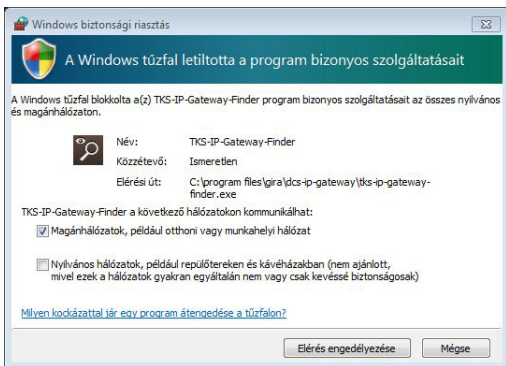 Windows biztonsági riasztás
A Windows tűzfal letiltotta a program bizonyos szolgáltatásait
A Windows tűzfal blokkolta a(z) TKS-IP-Gateway-Finder program bizonyos szolgáltatásait az összes nyilvános
és magánhálózaton.
Név: TKS-IP-Gateway-Finder
Közzétevő: Ismeretlen
Elérési út: C:\program files\gira\dcs-ip-gateway\tks-ip-gateway-
finder.exe
TKS-IP-Gateway-Finder a következő hálózatokon kommunikálhat:
Magánhálózatok, például otthoni vagy munkahelyi hálózat
Nyilvános hálózatok, például repülőtereken és kávéházakban (nem ajánlott,
mivel ezek a hálózatok gyakran egyáltalán nem vagy csak kevéssé biztonságosak)
Milyen kockázattal jár egy program átengedése a tűzfalon?
Elérés engedélyezése Mégse